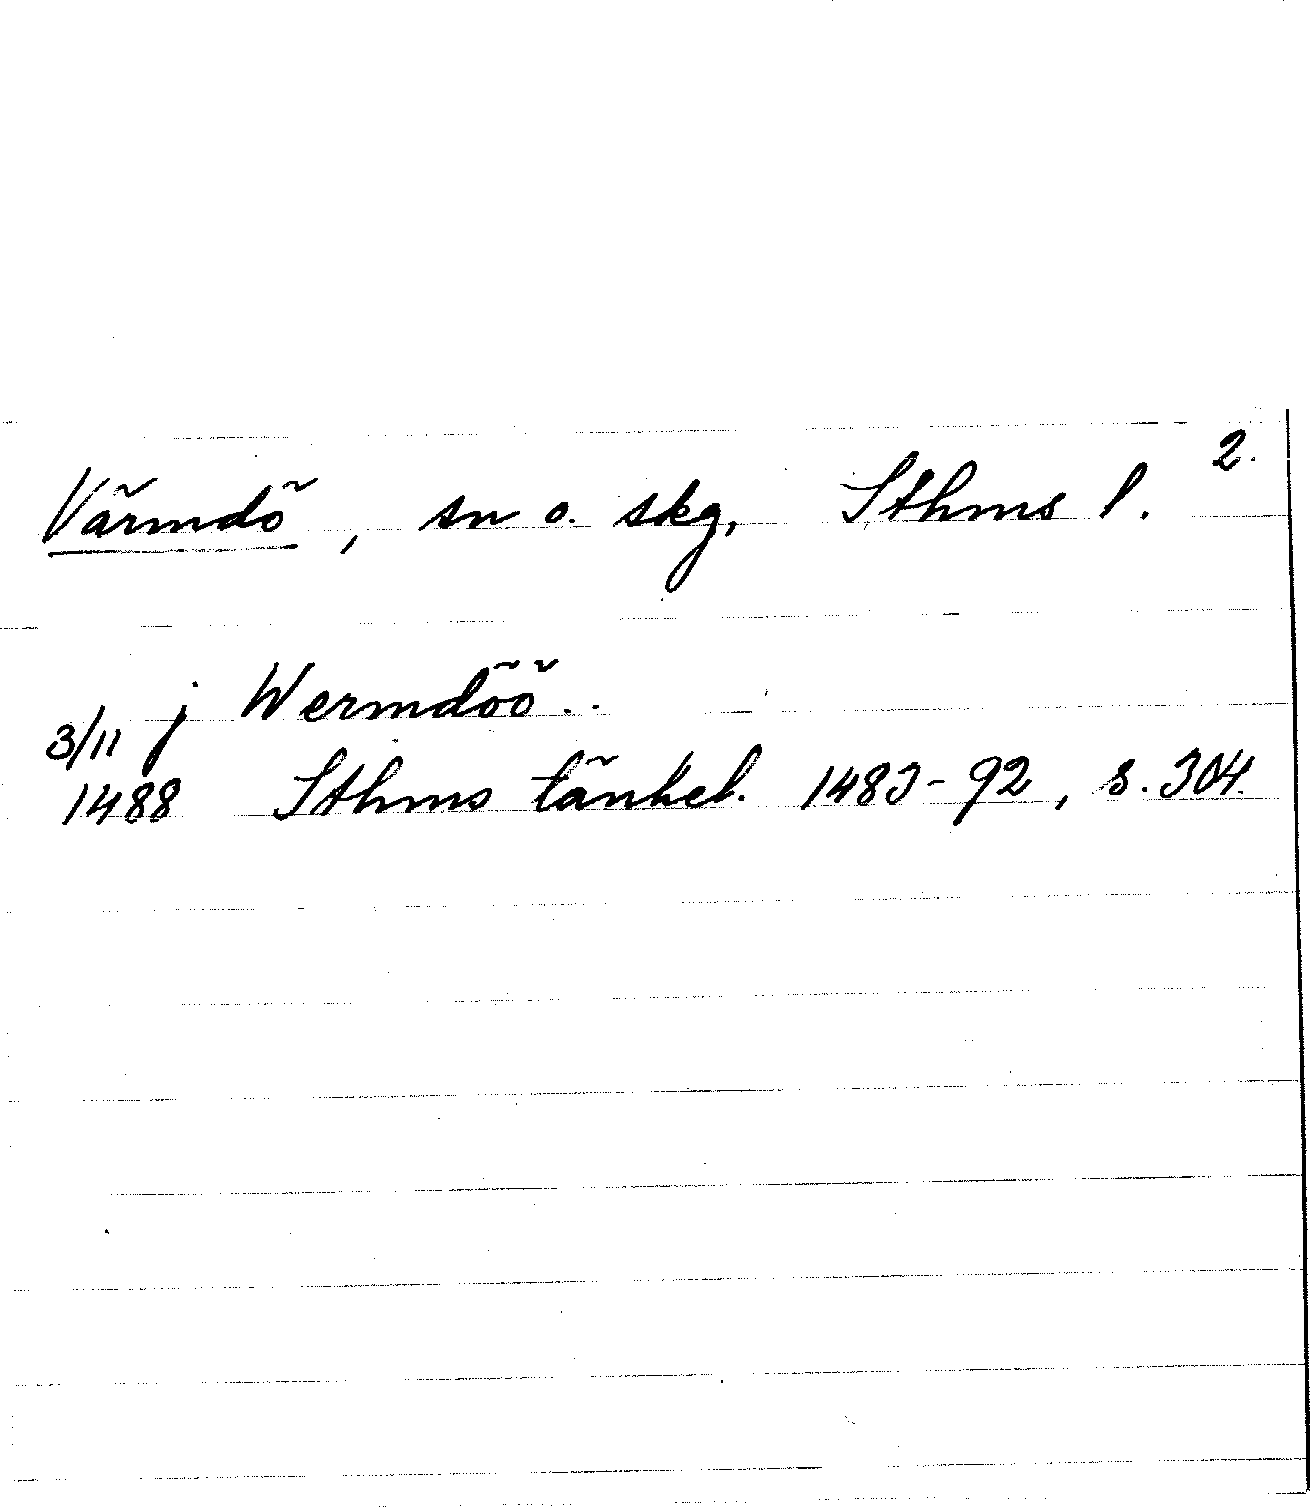 2.
Värmdö, sn o. skg, Sthms l.
j Wermdöö..
3/11
1488 Sthms tänkeb. 1483-92, s. 304.